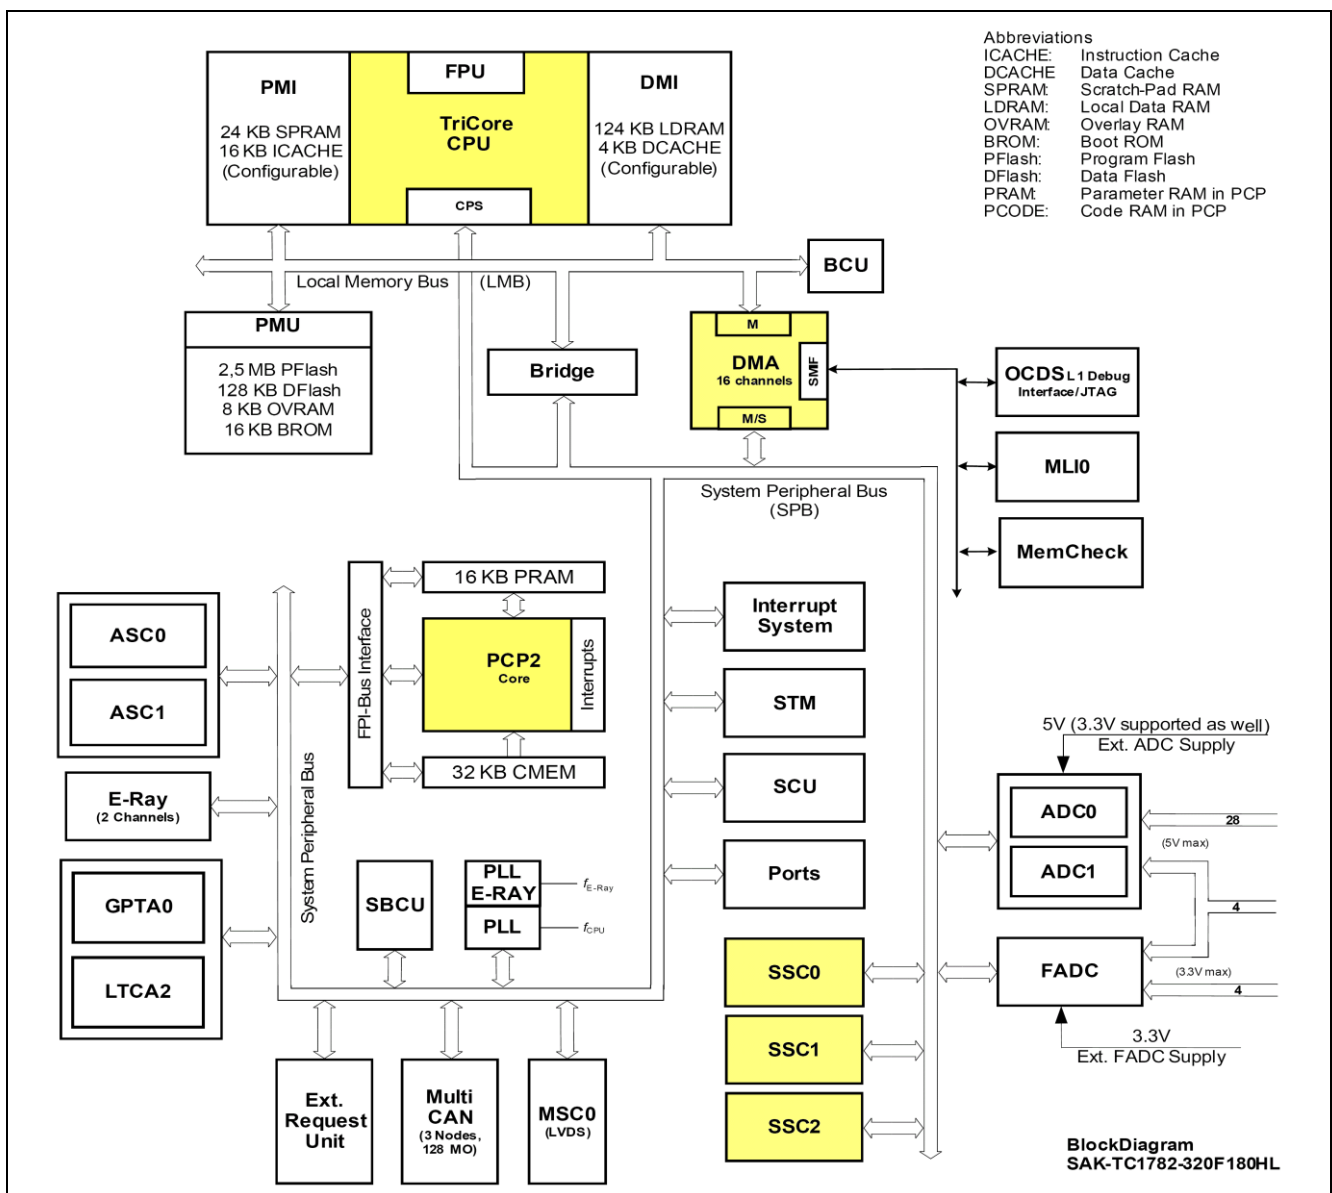 Abbreviations
ICACHE: Instruction Cache
DCACHE Data Cache
SPRAM: Scratch-Pad RAM
LDRAM: Local Data RAM
OVRAM: Overlay RAM
BROM: Boot ROM
PFlash: Program Flash
DFlash: Data Flash
PRAM: Parameter RAM in PCP
PCODE: Code RAM in PCP
PMI
24 KB SPRAM
16 KB ICACHE
(Configurable)
FPU
TriCore
CPU
CPS
DMI
124 KB LDRAM
4 KB DCACHE
(Configurable)
BCU
Local Memory Bus (LMB)
PMU
2,5 MB PFlash
128 KB DFlash
8 KB OVRAM
16 KB BROM
Bridge
M
DMA
16 channels
SMIF
M/S
OCDS L1 Debug
Interface/JTAG
MLI0
MemCheck
System Peripheral Bus
(SPB)
ASC0
ASC1
E-Ray
(2 Channels)
GPTA0
LTCA2
System Peripheral Bus
FPI-Bus Interface
16 KB PRAM
PCP2
Core
Interrupts
32 KB CMEM
SBCU
PLL
E-RAY
PLL
fE-Ray
fCPU
Interrupt
System
STM
SCU
Ports
SSC0
SSC1
SSC2
5V (3.3V supported as well)
Ext. ADC Supply
ADC0
ADC1
28
(5V max)
4
FADC
(3.3V max)
4
3.3V
Ext. FADC Supply
Ext.
Request
Unit
Multi
CAN
(3 Nodes,
128 MO)
MSC0
(LVDS)
BlockDiagram
SAK-TC1782-320F180HL